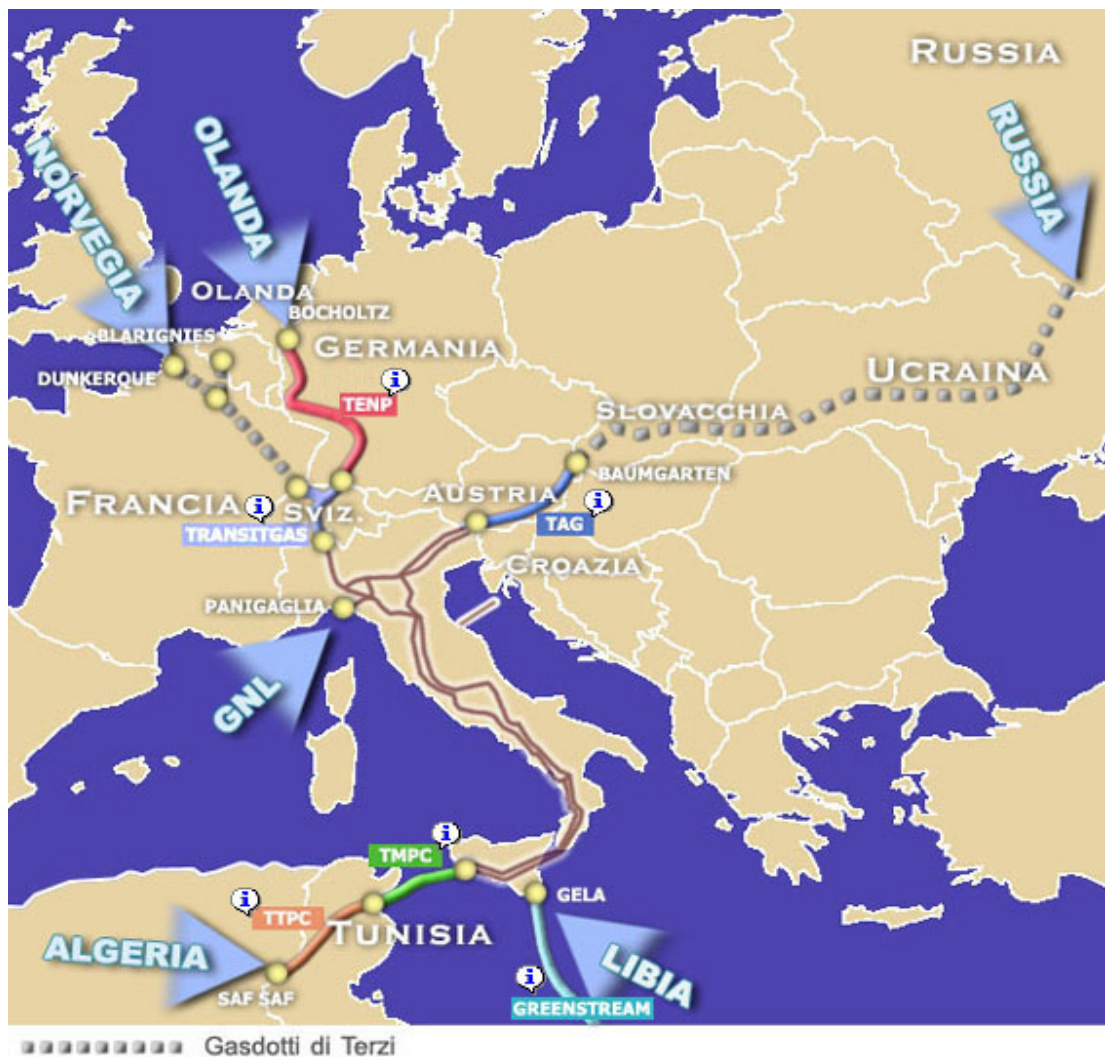 RUSSIA
RUSSIA
OLANDA
NORVEGIA
OLANDA
BOCHOLTZ
BLARIGNIES
GERMANIA
DUNKERQUE
UCRAINA
i
TENP
SLOVACCHIA
BAUMGARTEN
AUSTRIA
FRANCIA
i
SVIZ.
i
TAG
TRANSITGAS
CROAZIA
PANIGAGLIA
GNL
i
TMPC
GELA
i
TTPC
TUNISIA
ALGERIA
LIBIA
SAF SAF
i
GREENSTREAM
Gasdotti di Terzi